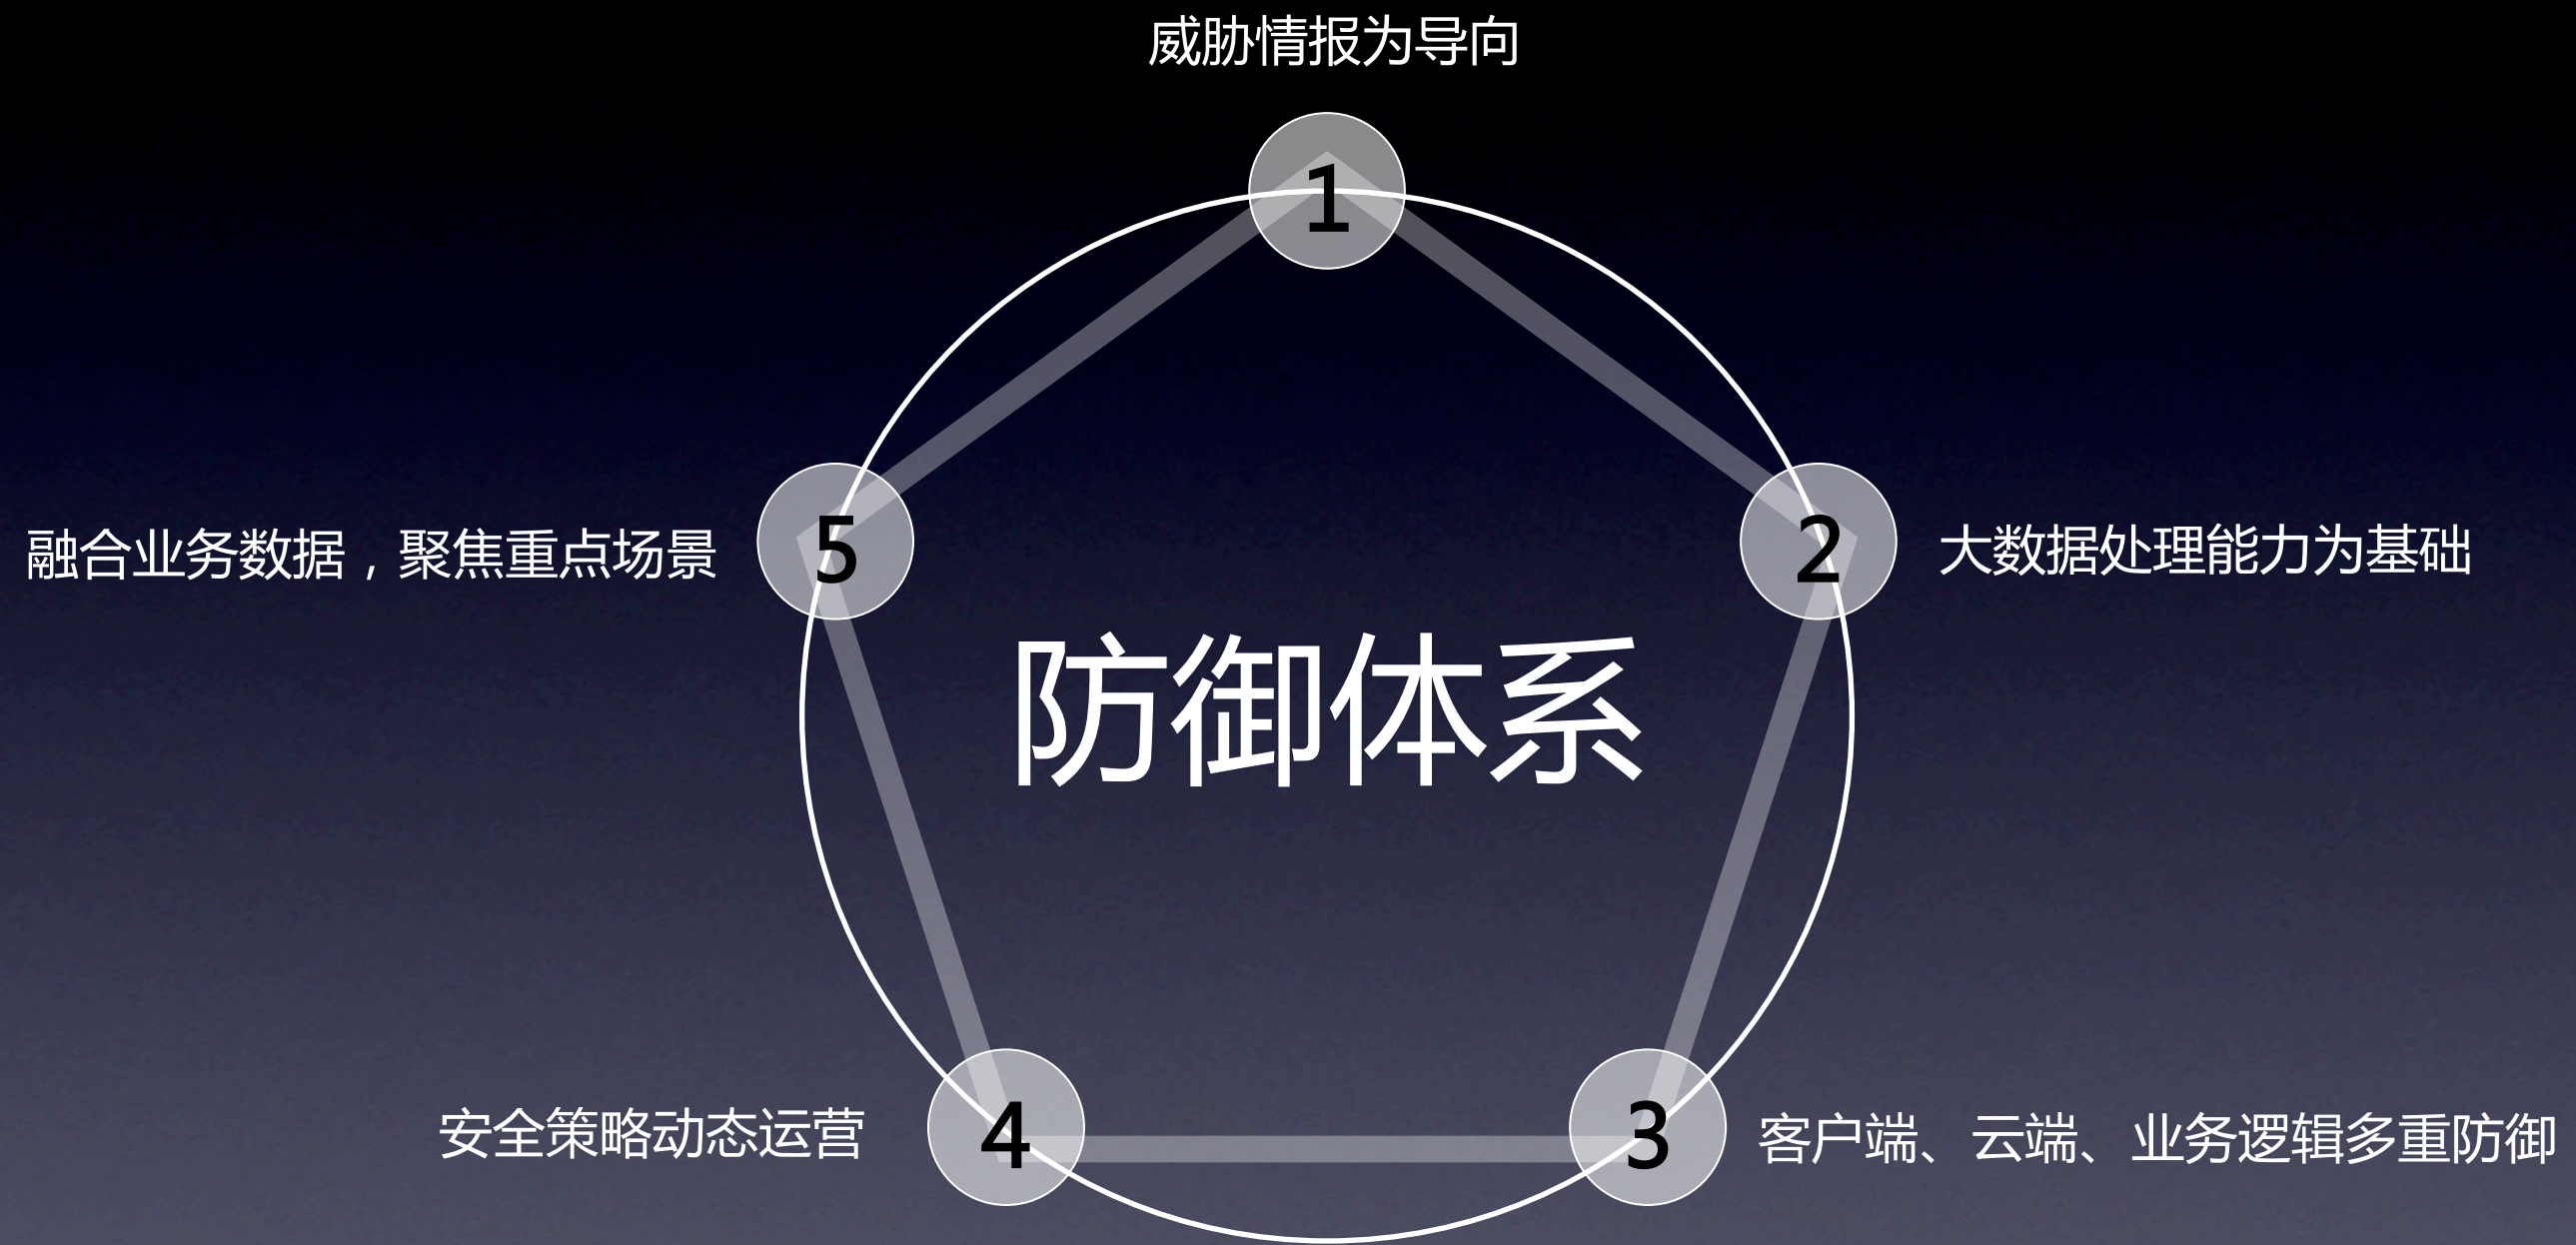 威胁情报为导向
1
5
2
融合业务数据，聚焦重点场景
大数据处理能力为基础
防御体系
4
3
安全策略动态运营
客户端、云端、业务逻辑多重防御